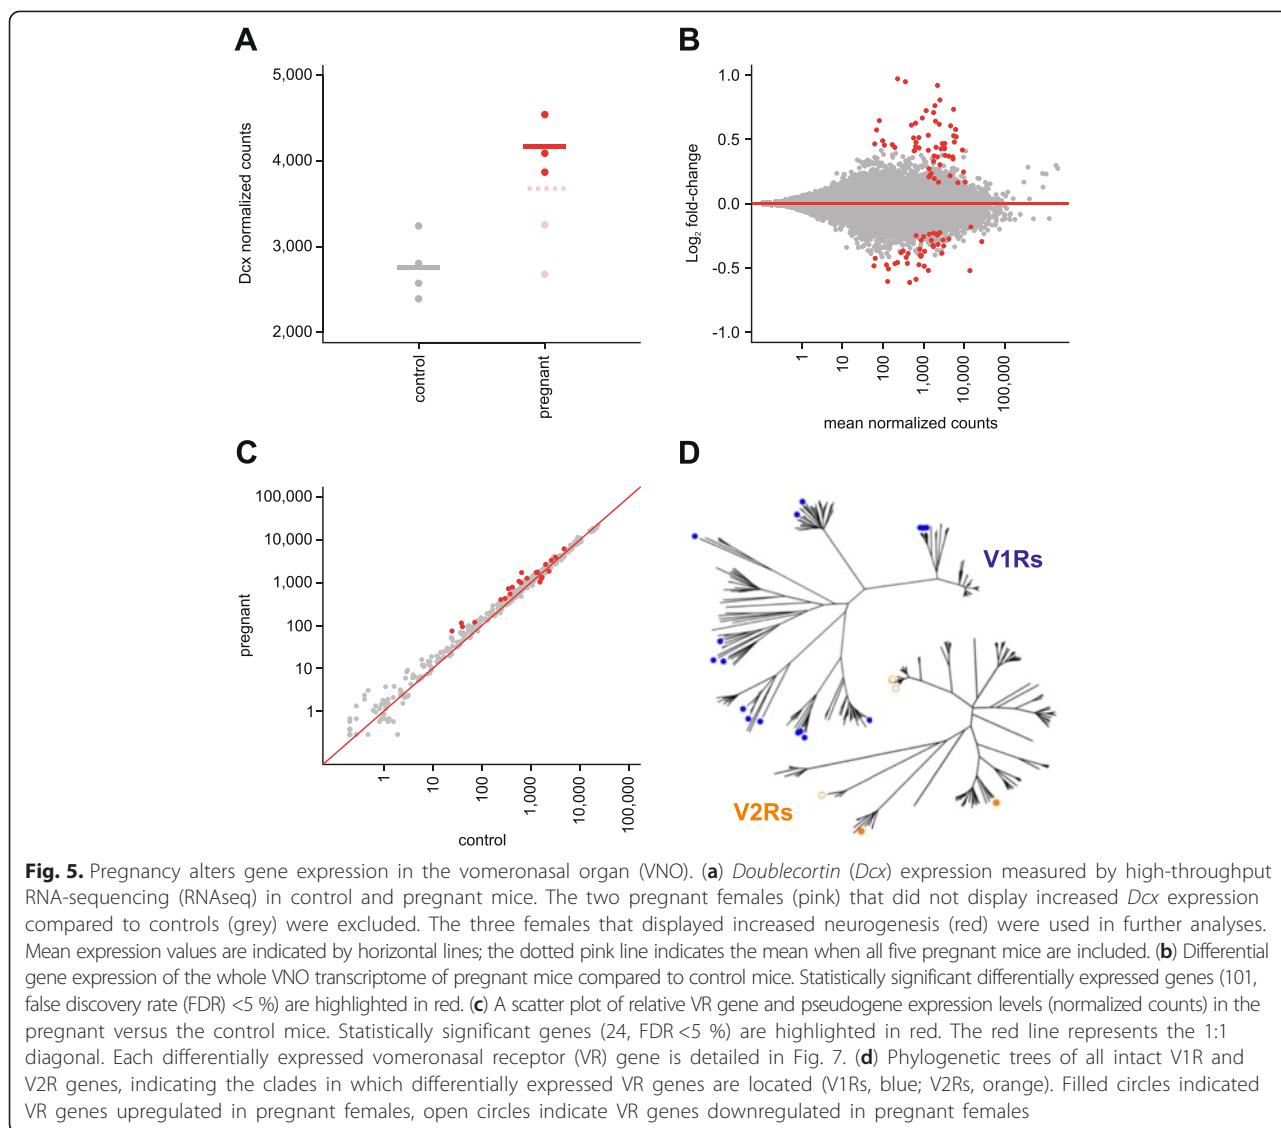 A
Dcx normalized counts
5,000
4,000
3,000
2,000
control
pregnant
B
Log2 fold-change
1.0
0.5
0.0
-0.5
-1.0
1
10
100
1,000
10,000
100,000
mean normalized counts
C
pregnant
100,000
10,000
1,000
100
10
1
1
10
100
1,000
10,000
100,000
control
D
V1Rs
V2Rs
Fig. 5. Pregnancy alters gene expression in the vomeronasal organ (VNO). (a) Doublecortin (Dcx) expression measured by high-throughput
RNA-sequencing (RNAseq) in control and pregnant mice. The two pregnant females (pink) that did not display increased Dcx expression
compared to controls (grey) were excluded. The three females that displayed increased neurogenesis (red) were used in further analyses.
Mean expression values are indicated by horizontal lines; the dotted pink line indicates the mean when all five pregnant mice are included. (b) Differential
gene expression of the whole VNO transcriptome of pregnant mice compared to control mice. Statistically significant differentially expressed genes (101,
false discovery rate (FDR) <5 %) are highlighted in red. (c) A scatter plot of relative VR gene and pseudogene expression levels (normalized counts) in the
pregnant versus the control mice. Statistically significant genes (24, FDR <5 %) are highlighted in red. The red line represents the 1:1
diagonal. Each differentially expressed vomeronasal receptor (VR) gene is detailed in Fig. 7. (d) Phylogenetic trees of all intact V1R and
V2R genes, indicating the clades in which differentially expressed VR genes are located (V1Rs, blue; V2Rs, orange). Filled circles indicated
VR genes upregulated in pregnant females, open circles indicate VR genes downregulated in pregnant females